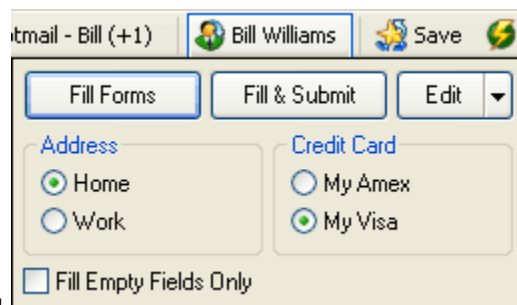 tmail - Bill (+1) Bill Williams Save
Fill Forms Fill & Submit Edit
Address Credit Card
Home My Amex
Work My Visa
Fill Empty Fields Only